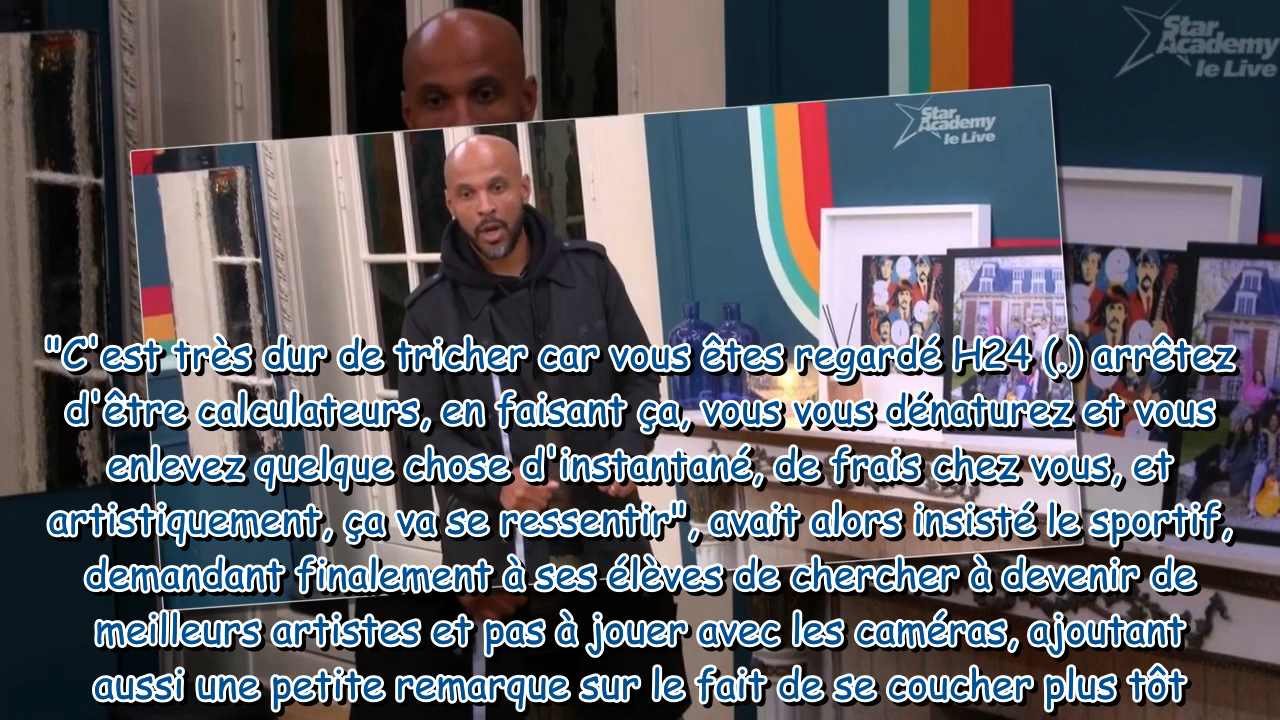 Star
Academy
le Live
Star
Academy
le Live
"C'est très dur de tricher car vous êtes regardé H24 (.) arrêtez
d'être calculateurs, en faisant ça, vous vous dénaturez et vous
enlevez quelque chose d'instantané, de frais chez vous, et
artistiquement, ça va se ressentir", avait alors insisté le sportif,
demandant finalement à ses élèves de chercher à devenir de
meilleurs artistes et pas à jouer avec les caméras, ajoutant
aussi une petite remarque sur le fait de se coucher plus tôt